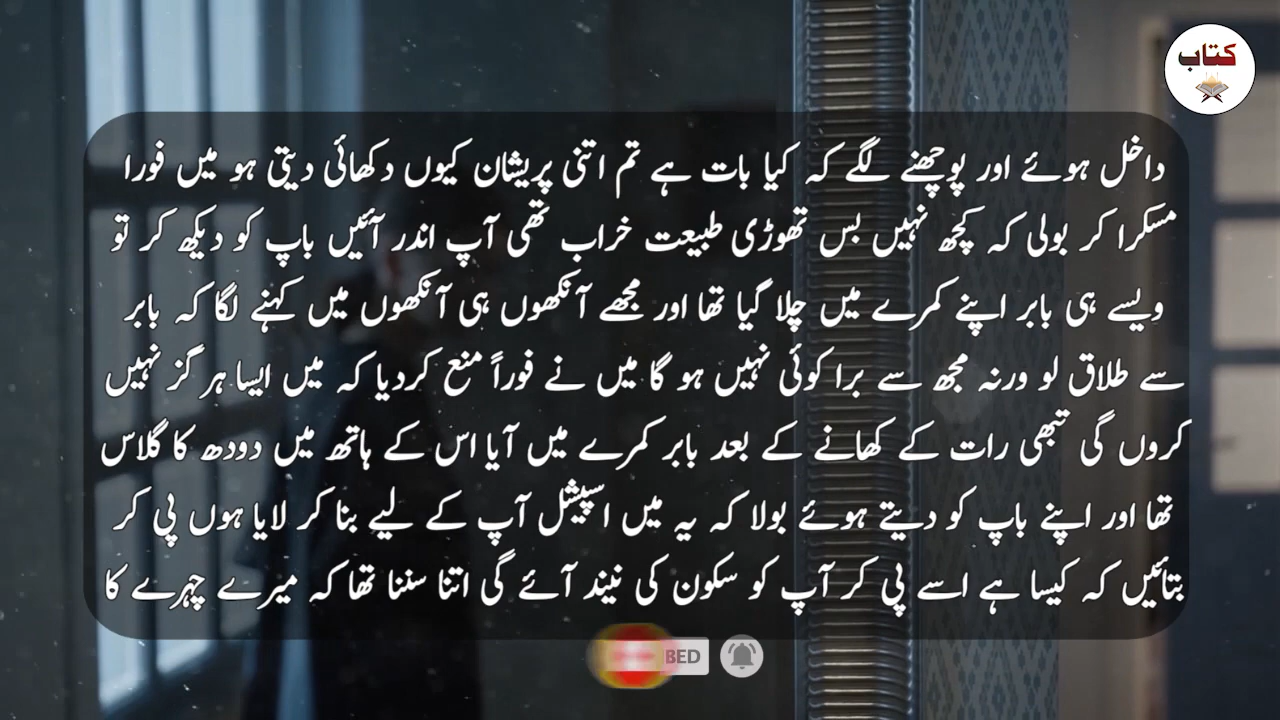 کتاب
داخل ہوئے اور پوچھنے لگے کہ کیا بات ہے تم اتنی پریشان کیوں دکھائی دیتی ہو میں فورا
مسکرا کر بولی کہ کچھ نہیں بس تھوڑی طبیعت خراب تھی آپ اندر آئیں باپ کو دیکھ کر تو
ویسے ہی بابر اپنے کمرے میں چلا گیا تھا اور مجھے آنکھوں ہی آنکھوں میں کہنے لگا کہ بابر
سے طلاق لو ورنہ مجھ سے برا کوئی نہیں ہو گا میں نے فوراً منع کردیا کہ میں ایسا ہر گز نہیں
کروں گی تبھی رات کے کھانے کے بعد بابر کمرے میں آیا اس کے ہاتھ میں دودھ کا گلاس
تھا اور اپنے باپ کو دیتے ہوئے بولا کہ یہ میں اسپیشل آپ کے لیے بنا کر لایا ہوں پی کر
بتائیں کہ کیسا ہے اسے پی کر آپ کو سکون کی نیند آئے گی اتنا سننا تھا کہ میرے چہرے کا
BED